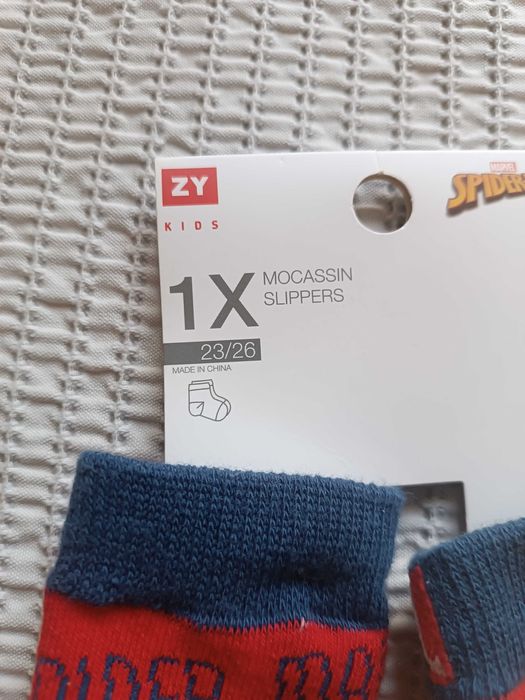 ZY
KIDS
MARVEL
SPIDER
1X
MOCASSIN
SLIPPERS
23/26
MADE IN CHINA